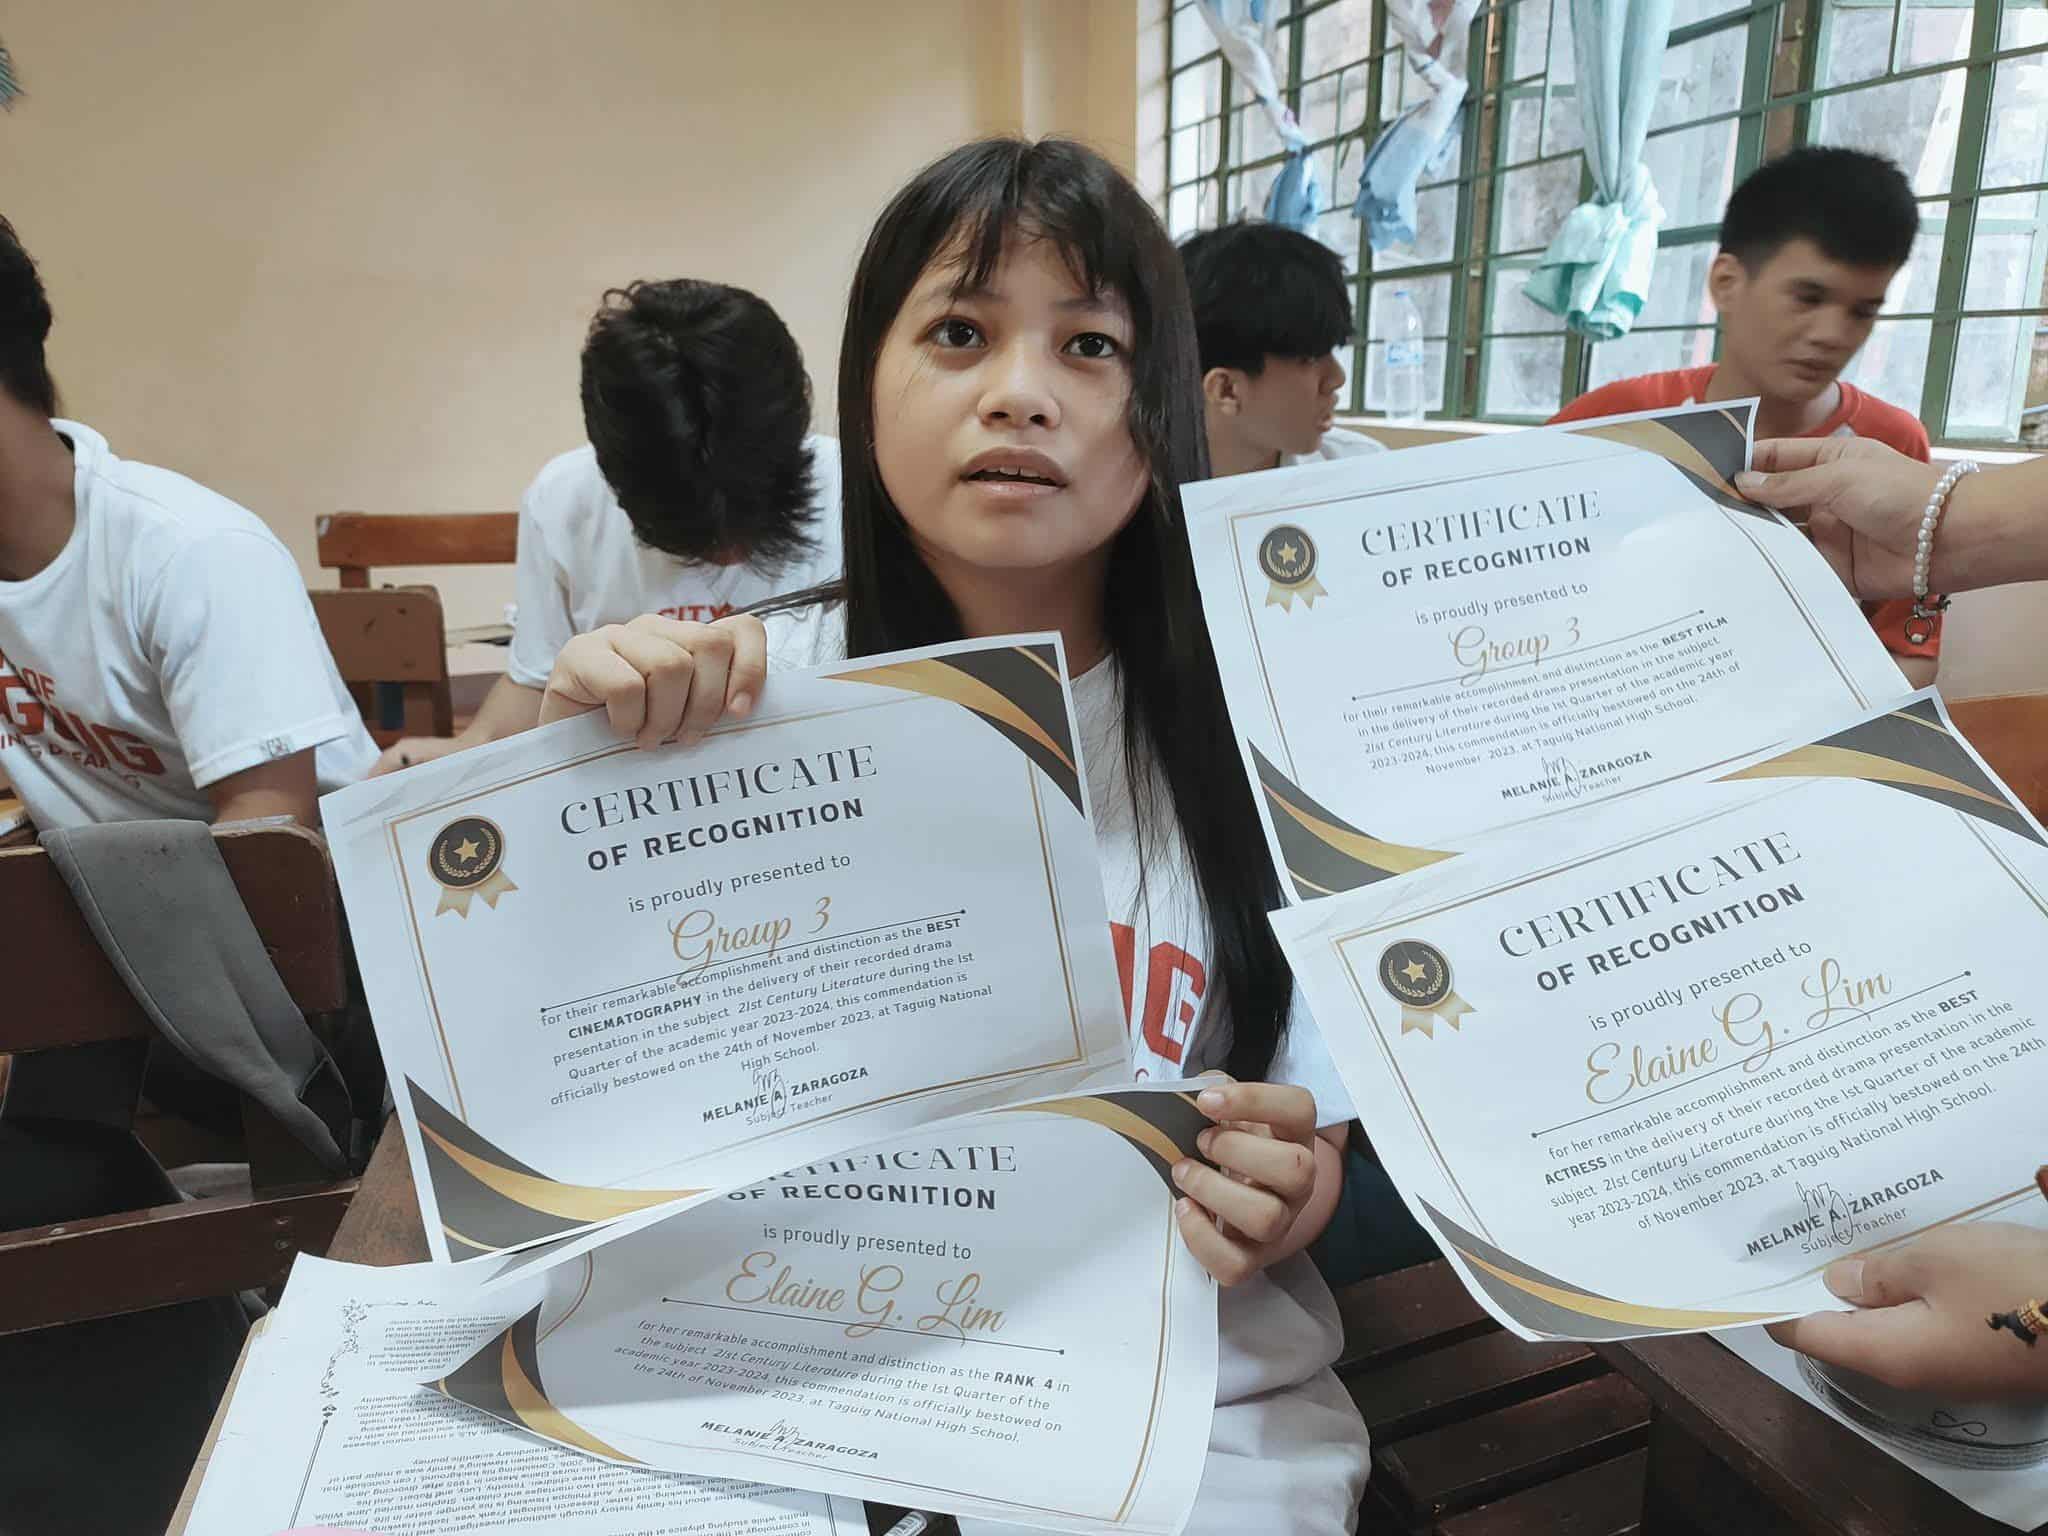 CERTIFICATE
OF RECOGNITION
is proudly presented to
Group 3
for their remarkable accomplishment and distinction as the BEST FILM
in the delivery of their recorded drama presentation in the subject
21st Century Literature during the 1st Quarter of the academic year
2023-2024, this commendation is officially bestowed on the 24th of
November 2023, at Taguig National High School.
MELANIE A. ZARAGOZA
Subject Teacher
CERTIFICATE
OF RECOGNITION
is proudly presented to
Group 3
for their remarkable accomplishment and distinction as the BEST
CINEMATOGRAPHY in the delivery of their recorded drama
presentation in the subject 21st Century Literature during the 1st
Quarter of the academic year 2023-2024, this commendation is
officially bestowed on the 24th of November 2023, at Taguig National
High School.
MELANIE A. ZARAGOZA
Subject Teacher
CERTIFICATE
OF RECOGNITION
is proudly presented to
Elaine G. Lim
for her remarkable accomplishment and distinction as the BEST
ACTRESS in the delivery of their recorded drama presentation in the
subject 21st Century Literature during the 1st Quarter of the academic
year 2023-2024, this commendation is officially bestowed on the 24th
of November 2023, at Taguig National High School.
MELANIE A. ZARAGOZA
Subject Teacher
CERTIFICATE
OF RECOGNITION
is proudly presented to
Elaine G. Lim
for her remarkable accomplishment and distinction as the RANK 4 in
the subject 21st Century Literature during the 1st Quarter of the
academic year 2023-2024, this commendation is officially bestowed on
the 24th of November 2023, at Taguig National High School.
MELANIE A. ZARAGOZA
Subject Teacher
CITY
OF